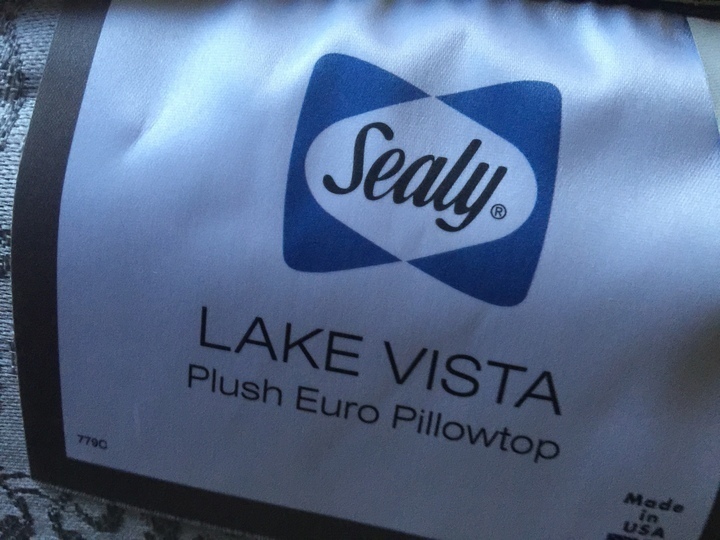 Sealy®
LAKE VISTA
Plush Euro Pillowtop
779C
Made
in
USA